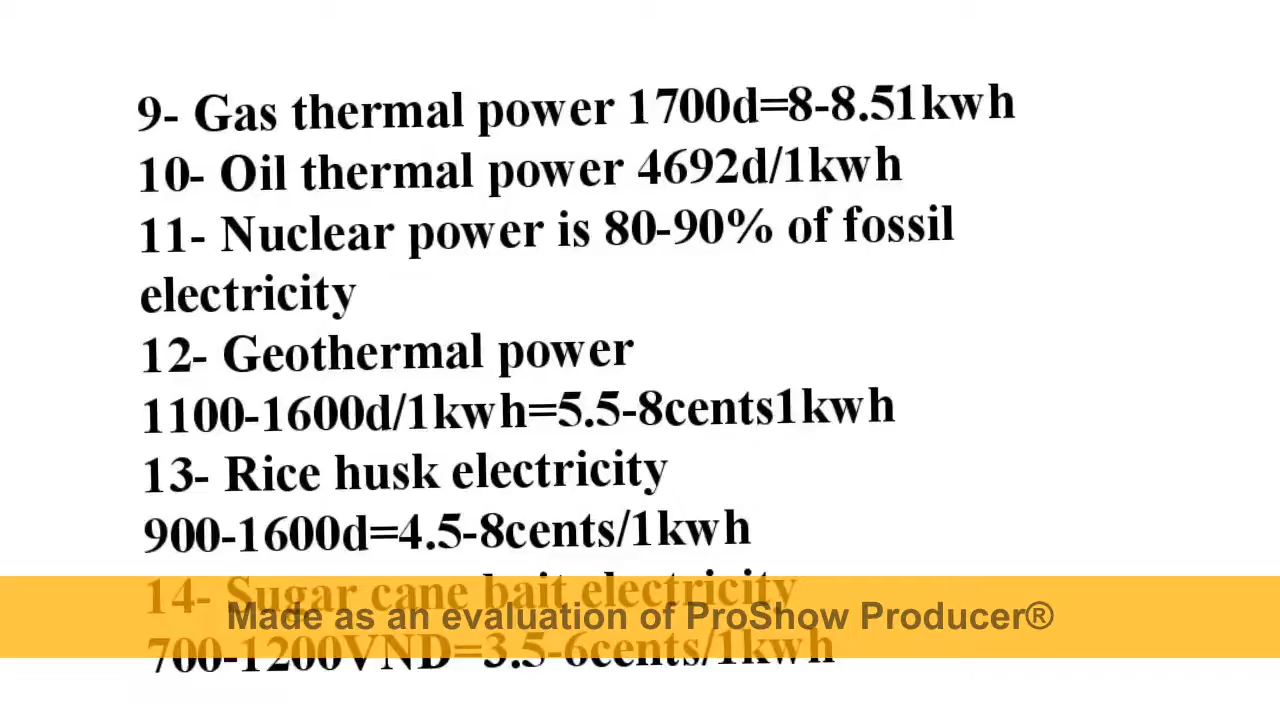 9- Gas thermal power 1700d=8-8.51kwh
10- Oil thermal power 4692d/1kwh
11- Nuclear power is 80-90% of fossil
electricity
12- Geothermal power
1100-1600d/1kwh=5.5-8cents1kwh
13- Rice husk electricity
900-1600d=4.5-8cents/1kwh
14- Sugar cane bait electricity
Made as an evaluation of ProShow Producer®
700-1200VND=3.5-6cents/1kwh